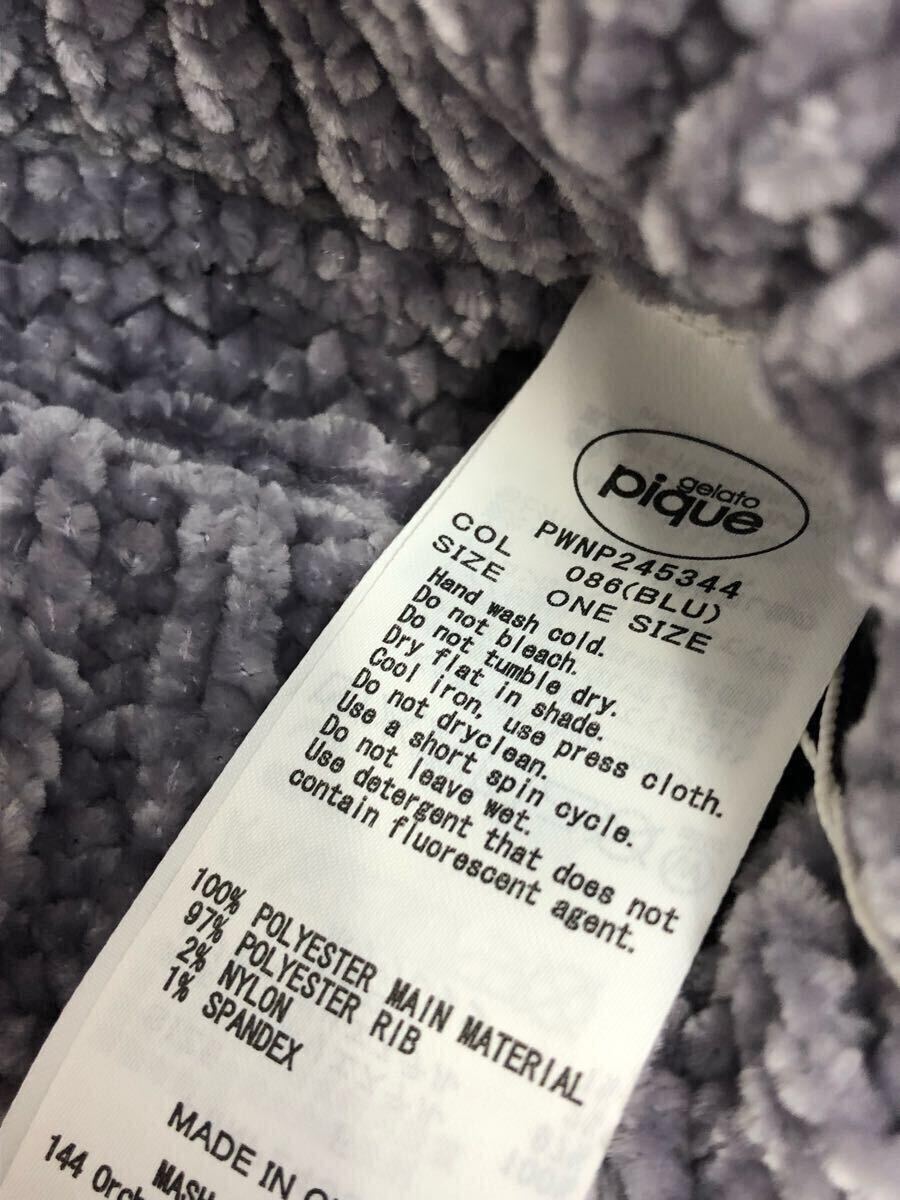 gelato
pique
PWNP245344
COL 086(BLU)
SIZE ONE SIZE
Hand wash cold.
Do not bleach.
Do not tumble dry.
Dry flat in shade.
Cool iron, use press cloth.
Do not dryclean.
Use a short spin cycle.
Do not leave wet.
Use detergent that does not
contain fluorescent agent.
100% POLYESTER MAIN MATERIAL
97% POLYESTER RIB
2% NYLON
1% SPANDEX
MADE IN
MASH
144